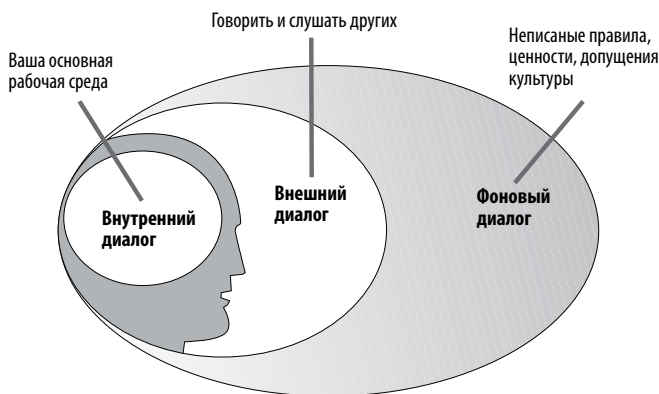 Говорить и слушать других
Ваша основная
рабочая среда
Неписаные правила,
ценности, допущения
культуры
Внутренний
диалог
Внешний
диалог
Фоновый
диалог